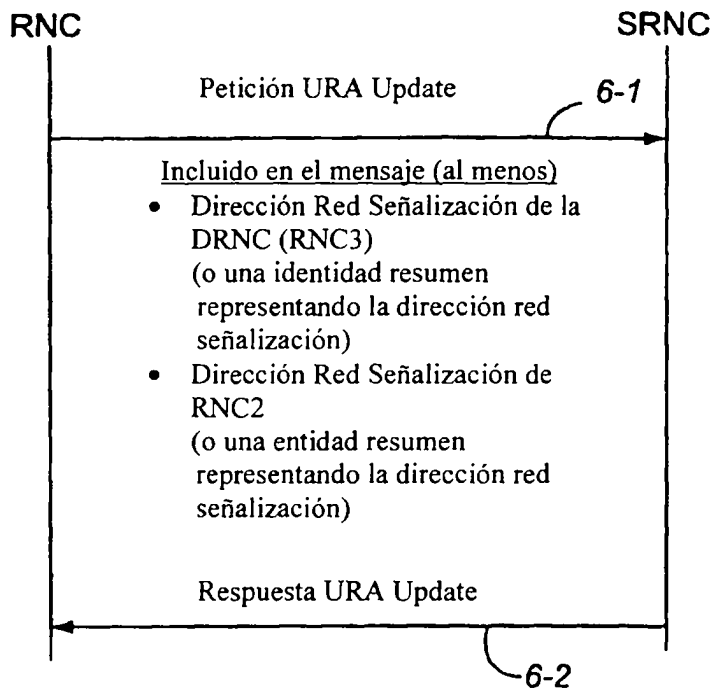 RNC
SRNC
Petición URA Update
6-1
Incluido en el mensaje (al menos)
• Dirección Red Señalización de la
DRNC (RNC3)
(o una identidad resumen
representando la dirección red
señalización)
• Dirección Red Señalización de
RNC2
(o una entidad resumen
representando la dirección red
señalización)
Respuesta URA Update
6-2